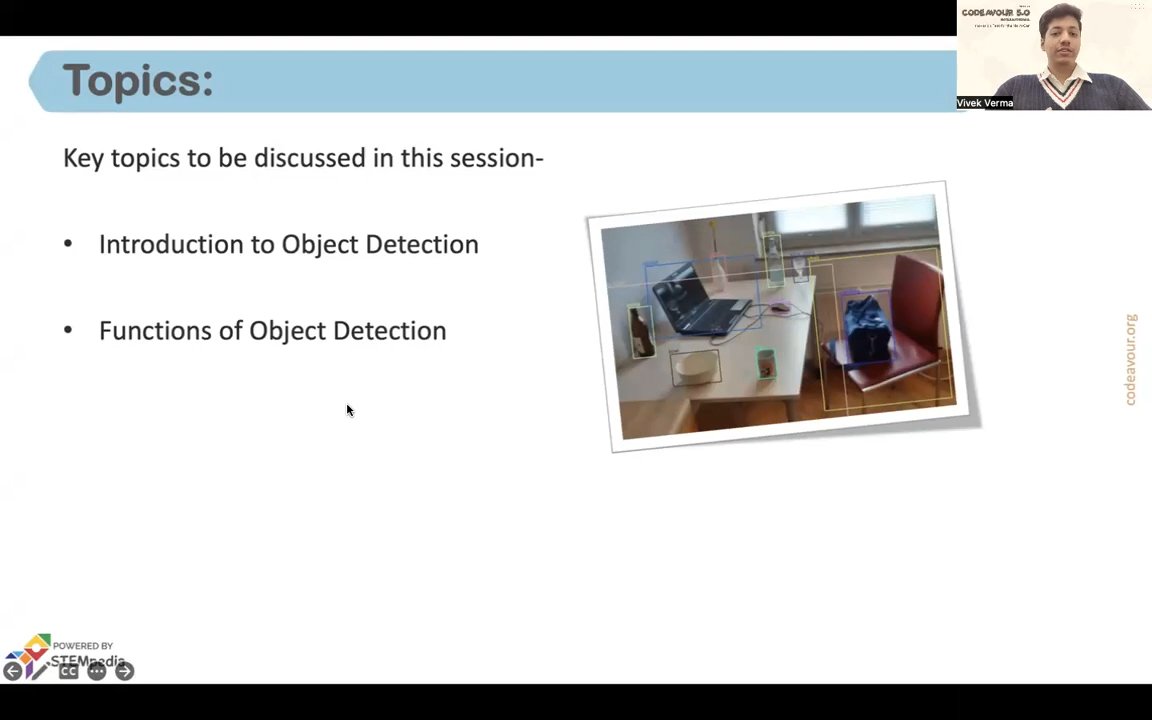 CODEAVOUR 5.0
INTERNATIONAL
Vivek Verma
Topics:
Key topics to be discussed in this session-
• Introduction to Object Detection
• Functions of Object Detection
codeavour.org
POWERED BY
STEMpedia
CC